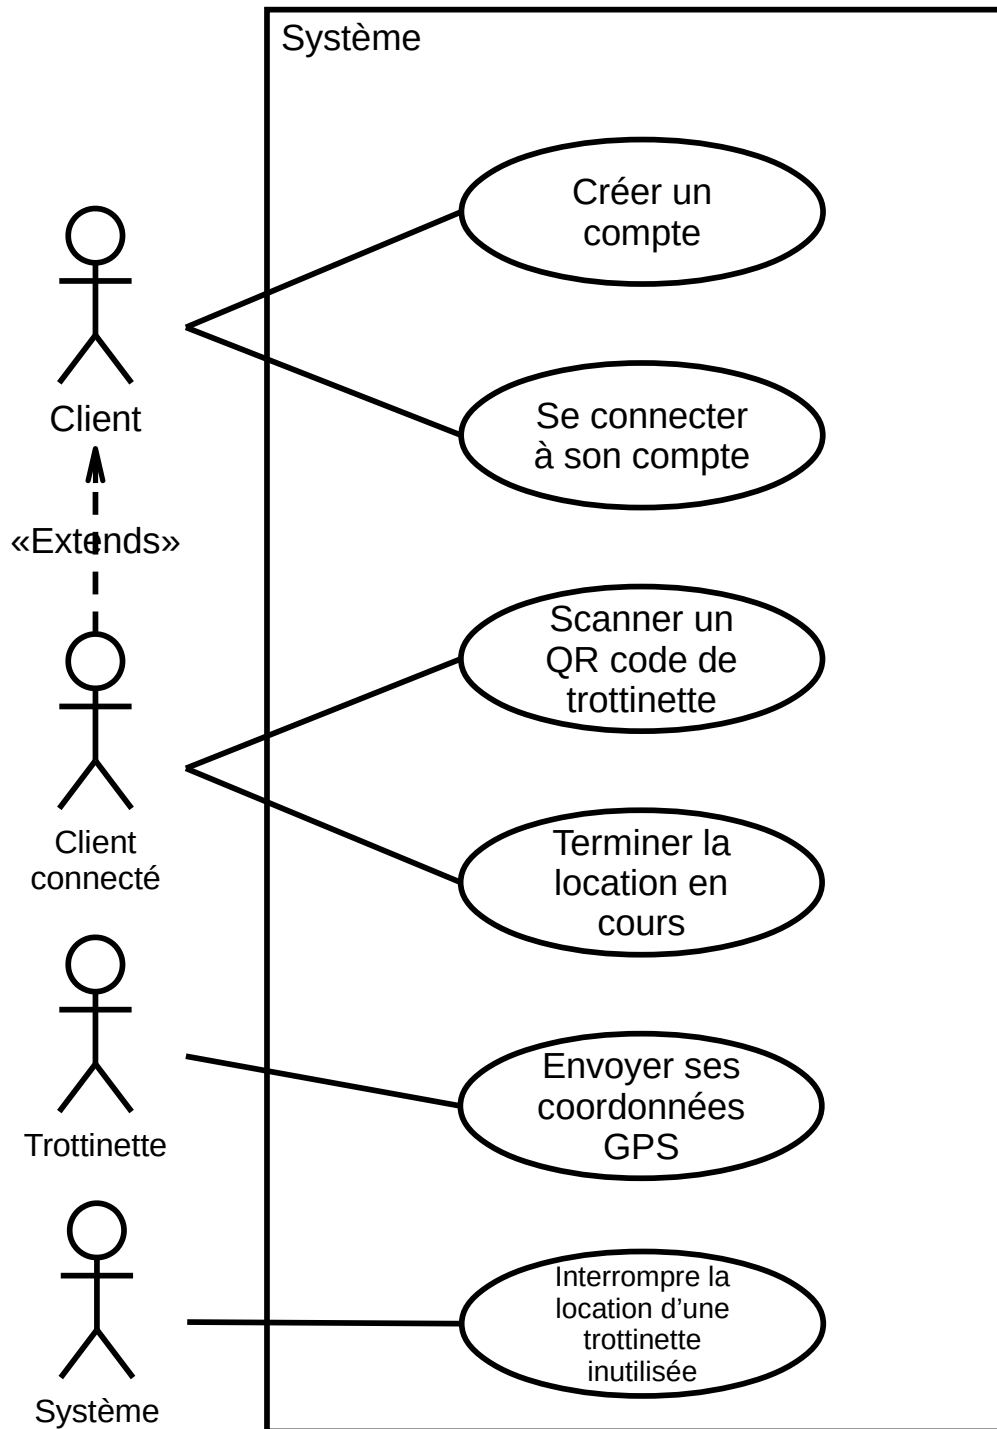 Système
Créer un
compte
Client
Se connecter
à son compte
«Extends»
Scanner un
QR code de
trottinette
Client
connecté
Terminer la
location en
cours
Trottinette
Envoyer ses
coordonnées
GPS
Système
Interrompre la
location d’une
trottinette
inutilisée